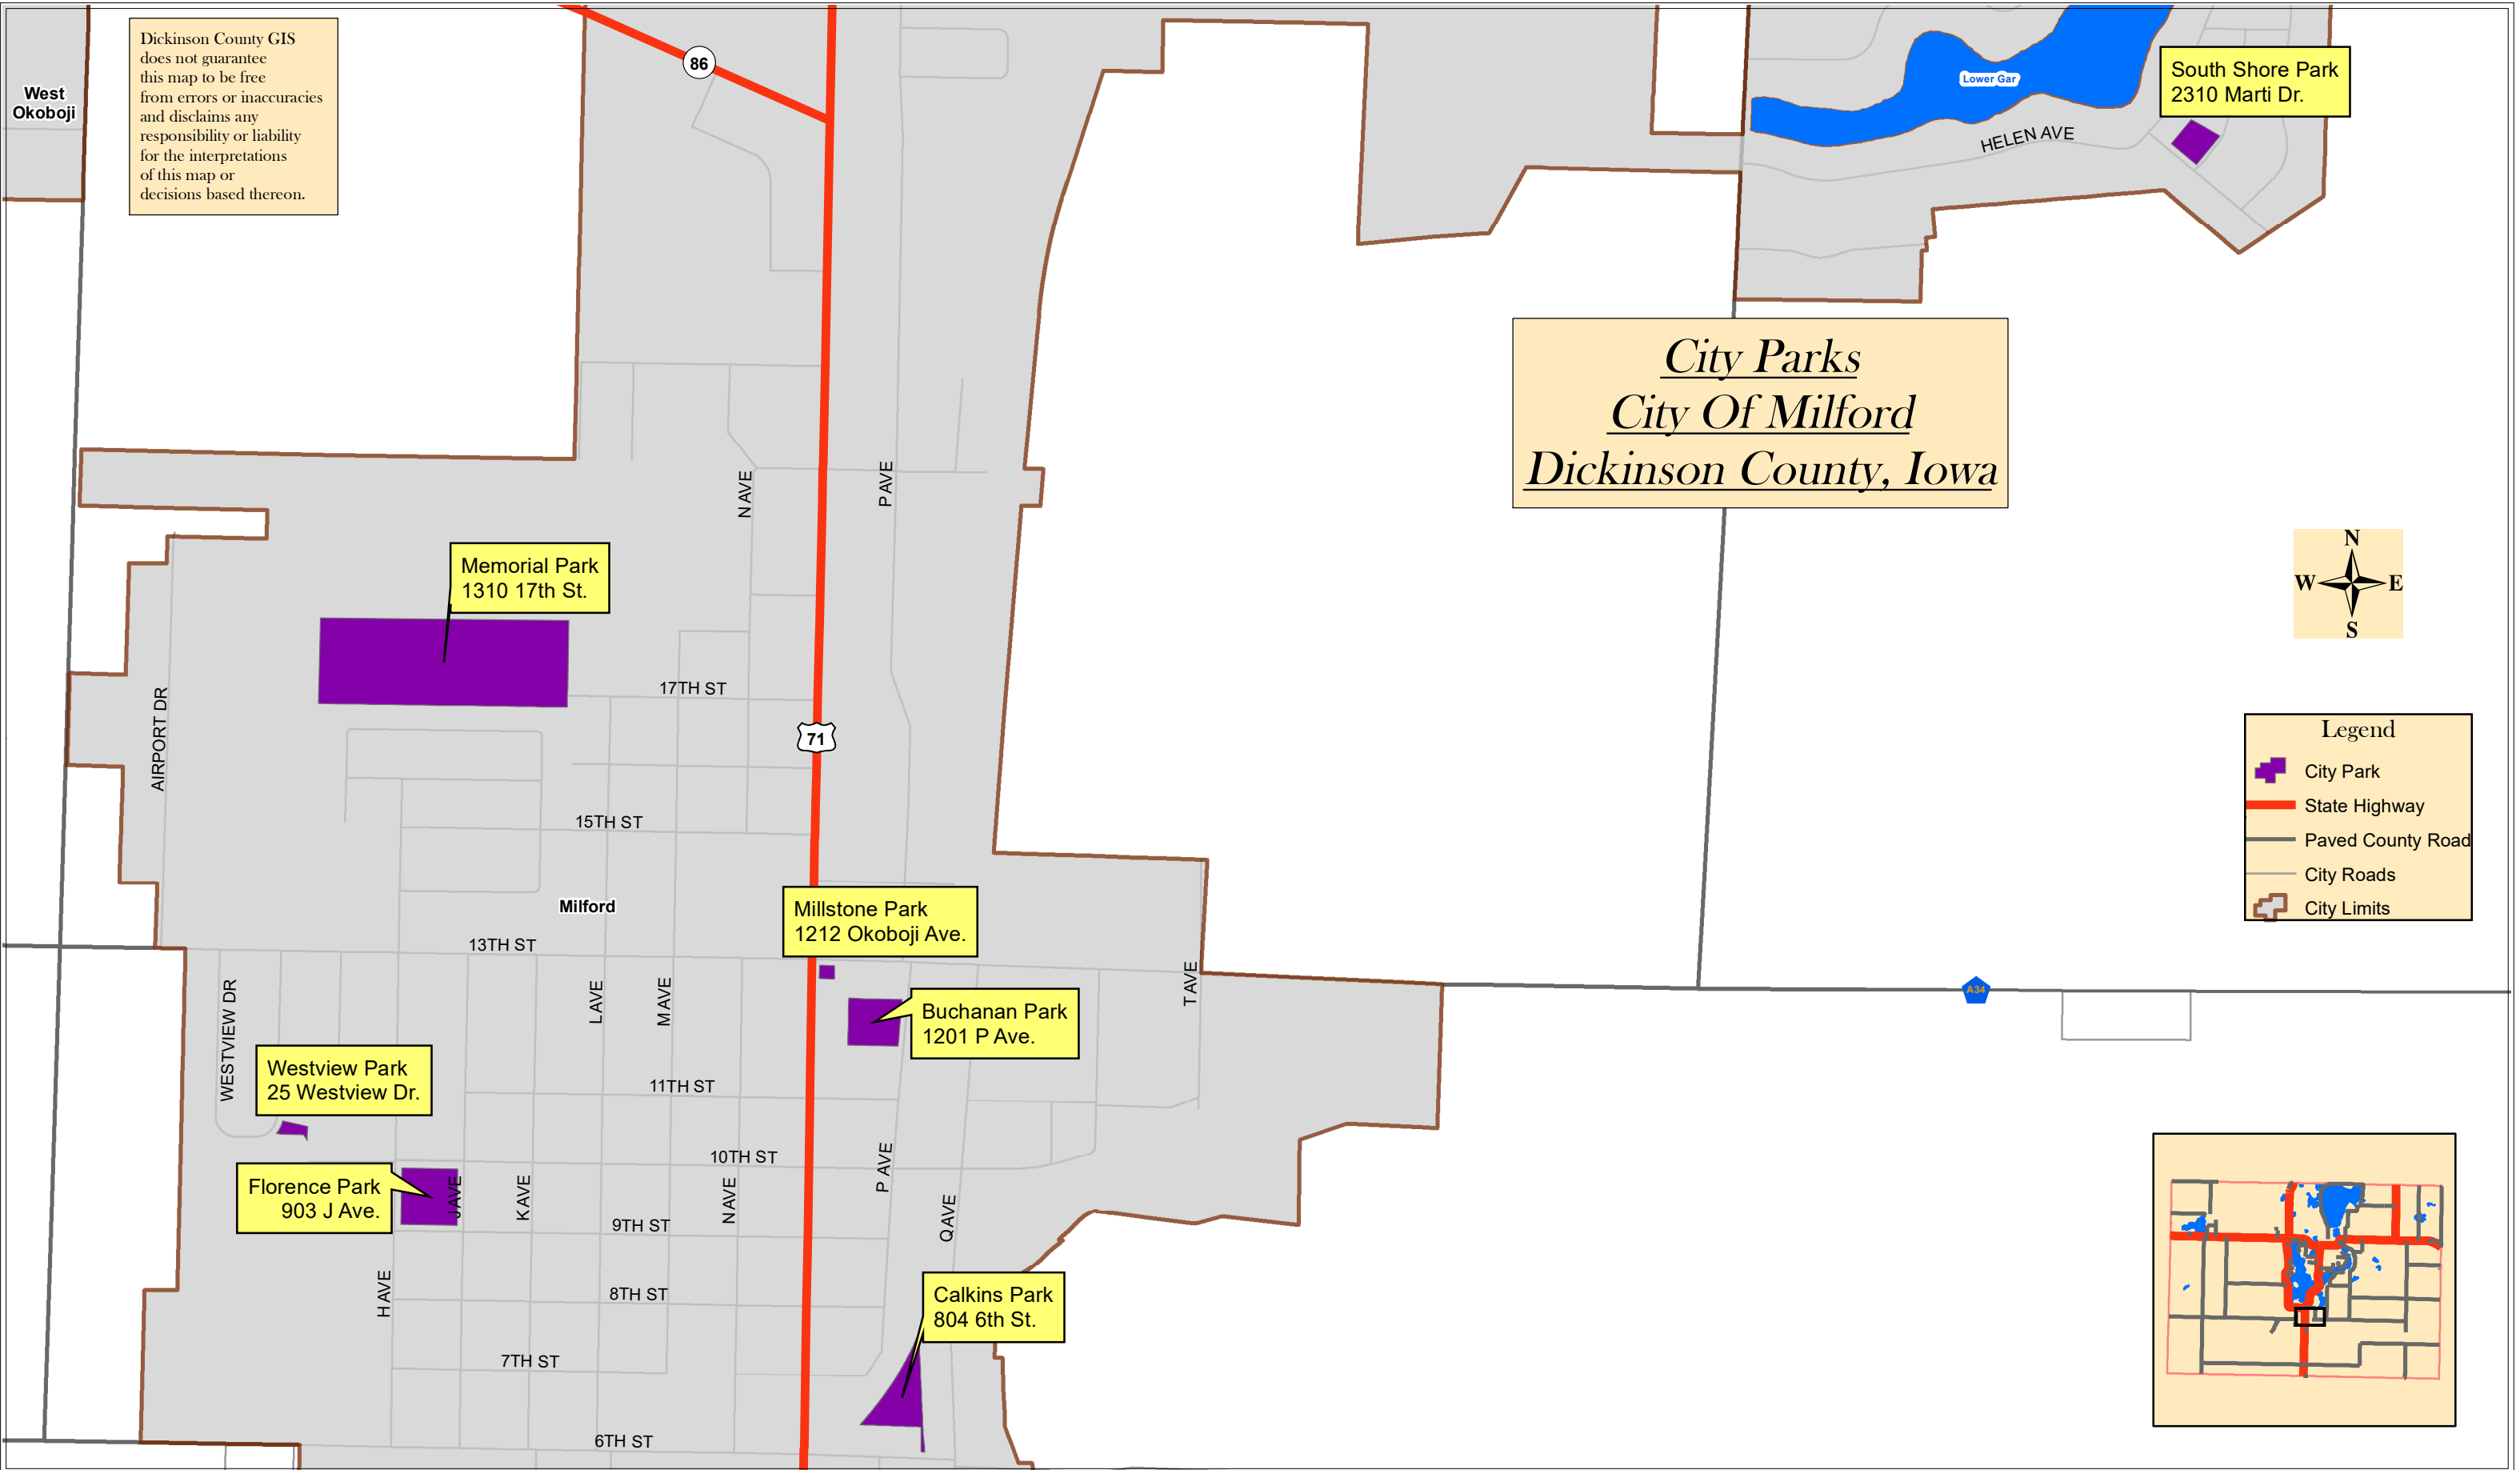 Dickinson County GIS
does not guarantee
this map to be free
from errors or inaccuracies
and disclaims any
responsibility or liability
for the interpretations
of this map or
decisions based thereon.
West
Okoboji
86
Lower Gar
HELEN AVE
South Shore Park
2310 Marti Dr.
City Parks
City Of Milford
Dickinson County, Iowa
N AVE
P AVE
N
W E
S
Memorial Park
1310 17th St.
17TH ST
71
AIRPORT DR
15TH ST
Legend
City Park
State Highway
Paved County Road
City Roads
City Limits
Milford
Millstone Park
1212 Okoboji Ave.
13TH ST
WESTVIEW DR
L AVE
M AVE
T AVE
A34
Buchanan Park
1201 P Ave.
Westview Park
25 Westview Dr.
11TH ST
10TH ST
Florence Park
903 J Ave.
J AVE
K AVE
N AVE
P AVE
Q AVE
9TH ST
H AVE
8TH ST
Calkins Park
804 6th St.
7TH ST
6TH ST